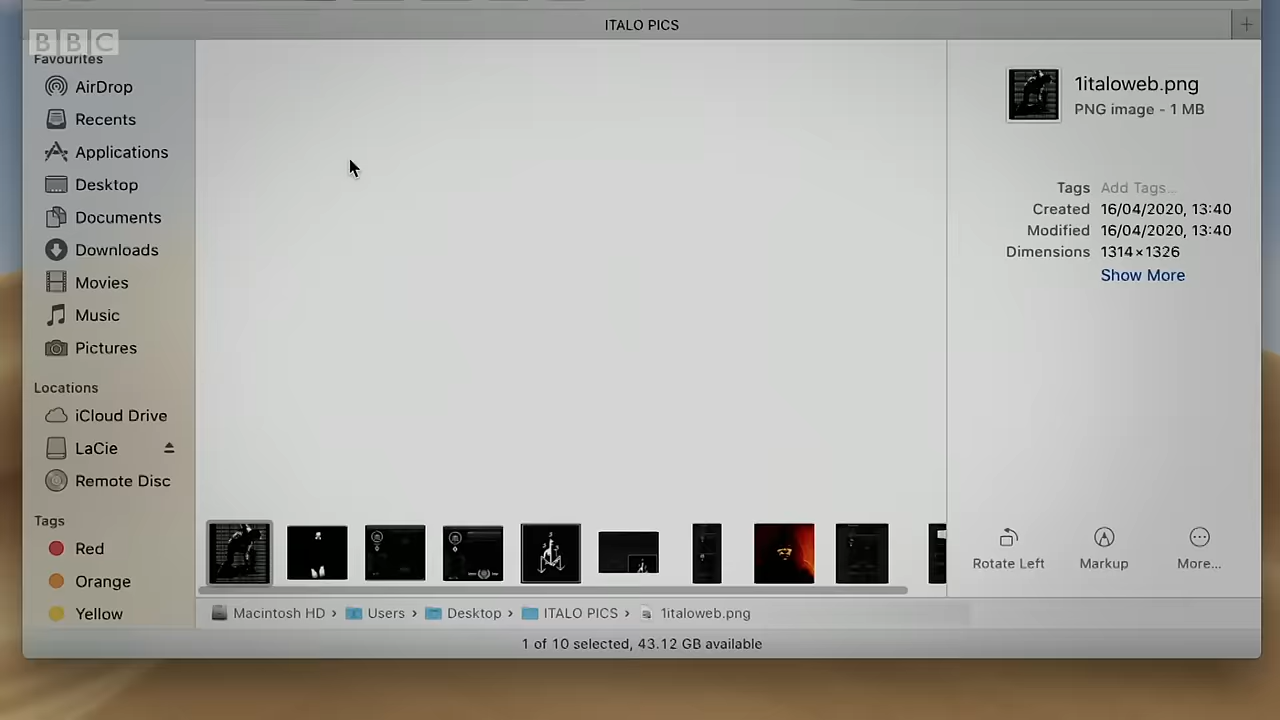 ITALO PICS
BBC
Favourites
AirDrop
Recents
Applications
Desktop
Documents
Downloads
Movies
Music
Pictures
Locations
iCloud Drive
LaCie
Remote Disc
Tags
Red
Orange
Yellow
1italoweb.png
PNG image - 1 MB
Tags Add Tags...
Created 16/04/2020, 13:40
Modified 16/04/2020, 13:40
Dimensions 1314×1326
Show More
Rotate Left
Markup
More...
Macintosh HD › Users › Desktop › ITALO PICS › 1italoweb.png
1 of 10 selected, 43.12 GB available